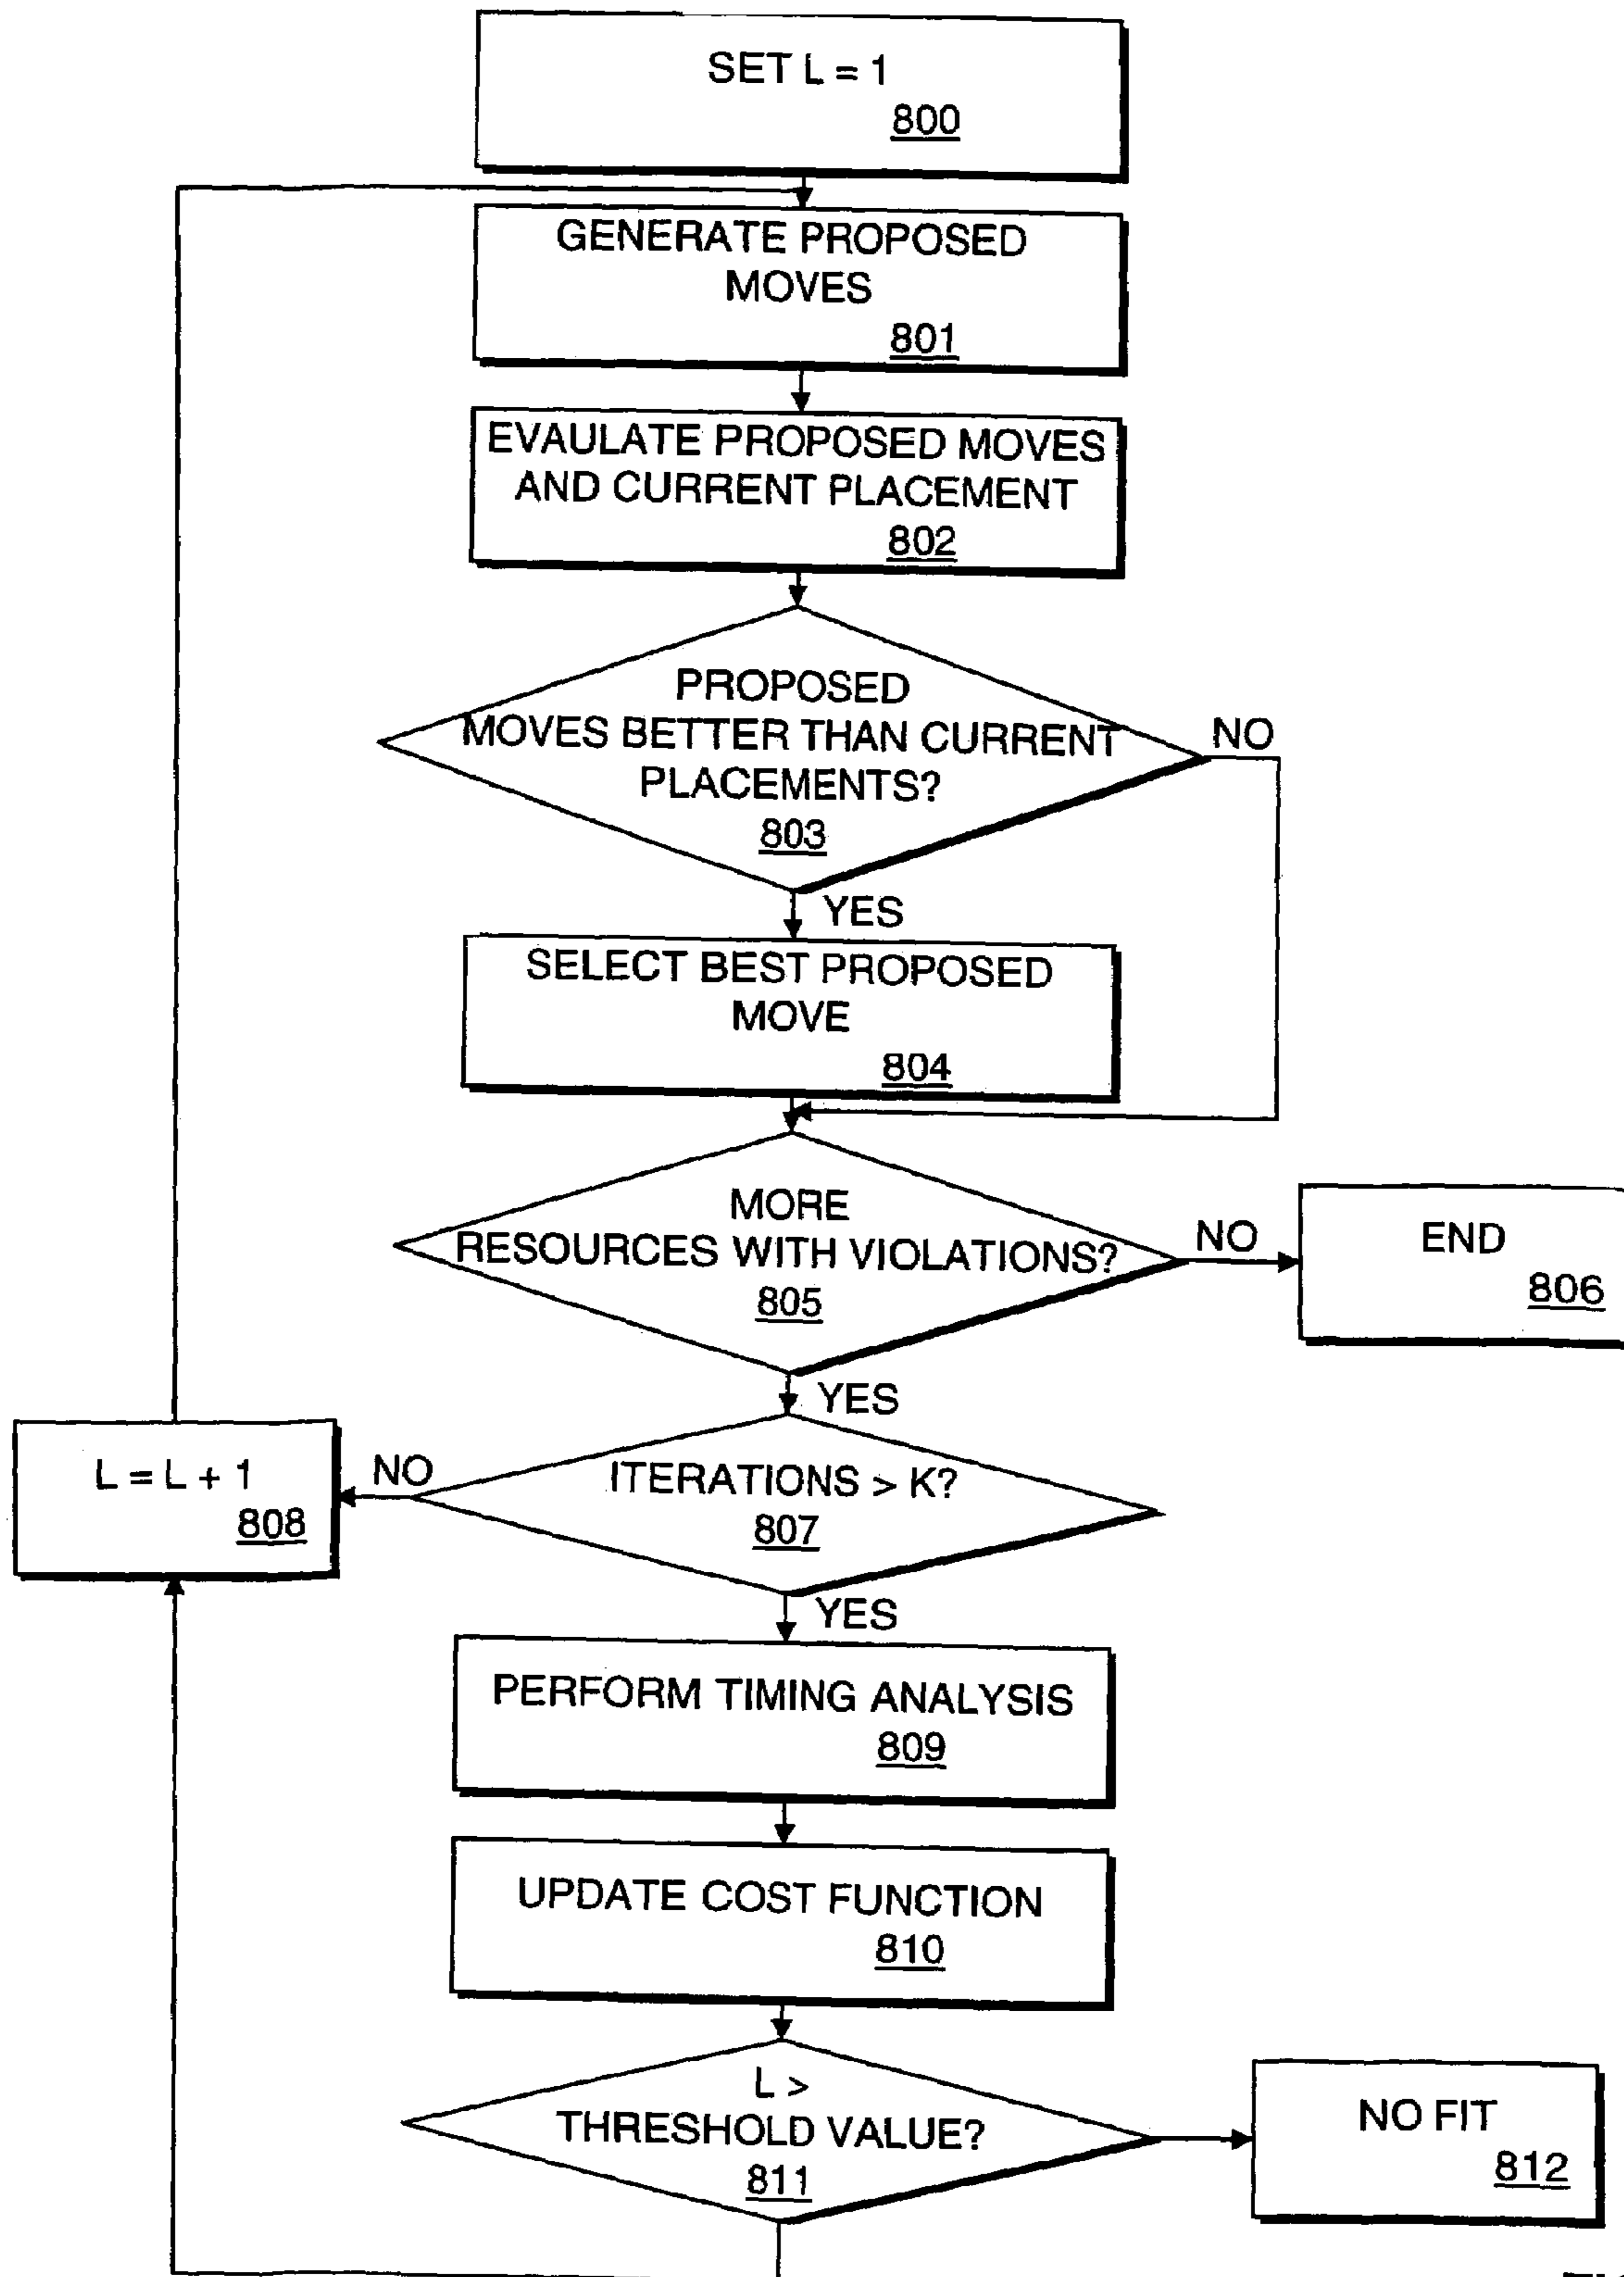 SET L = 1
800
GENERATE PROPOSED
MOVES
801
EVAULATE PROPOSED MOVES
AND CURRENT PLACEMENT
802
PROPOSED
MOVES BETTER THAN CURRENT
PLACEMENTS?
803
NO
YES
SELECT BEST PROPOSED
MOVE
804
MORE
RESOURCES WITH VIOLATIONS?
805
NO
END
806
YES
ITERATIONS > K?
807
NO
L = L + 1
808
YES
PERFORM TIMING ANALYSIS
809
UPDATE COST FUNCTION
810
L >
THRESHOLD VALUE?
811
NO FIT
812